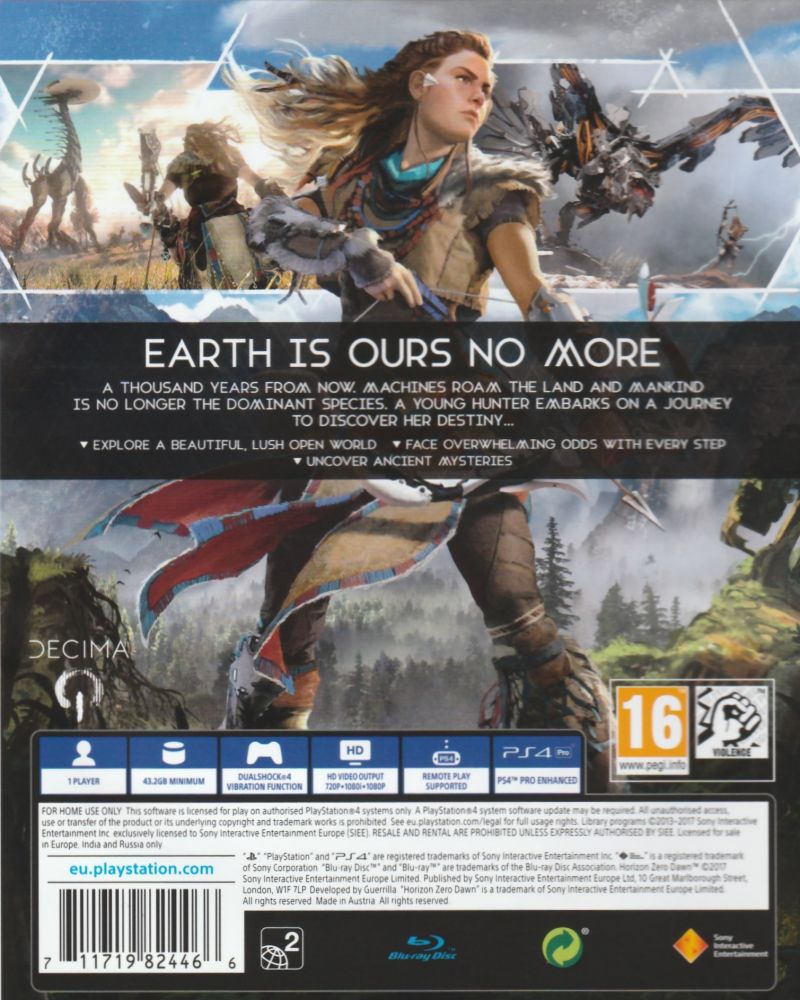 EARTH IS OURS NO MORE
A THOUSAND YEARS FROM NOW. MACHINES ROAM THE LAND AND MANKIND
IS NO LONGER THE DOMINANT SPECIES. A YOUNG HUNTER EMBARKS ON A JOURNEY
TO DISCOVER HER DESTINY...
▼ EXPLORE A BEAUTIFUL, LUSH OPEN WORLD ▼ FACE OVERWHELMING ODDS WITH EVERY STEP
▼ UNCOVER ANCIENT MYSTERIES
DECIMA
16
www.pegi.info
VIOLENCE
1 PLAYER
43.2GB MINIMUM
DUALSHOCK®4
VIBRATION FUNCTION
HD
HD VIDEO OUTPUT
720P•1080i•1080P
PS4
REMOTE PLAY
SUPPORTED
PS4 Pro
PS4™ PRO ENHANCED
FOR HOME USE ONLY This software is licensed for play on authorised PlayStation®4 systems only. A PlayStation®4 system software update may be required. All unauthorised access,
use or transfer of the product or its underlying copyright and trademark works is prohibited. See eu.playstation.com/legal for full usage rights. Library programs ©2013-2017 Sony Interactive
Entertainment Inc. exclusively licensed to Sony Interactive Entertainment Europe (SIEE). RESALE AND RENTAL ARE PROHIBITED UNLESS EXPRESSLY AUTHORISED BY SIEE. Licensed for sale
in Europe, India and Russia only
eu.playstation.com
"PlayStation" and "PS4" are registered trademarks of Sony Interactive Entertainment Inc. is a registered trademark
of Sony Corporation "Blu-ray Disc™" and "Blu-ray™" are trademarks of the Blu-ray Disc Association. Horizon Zero Dawn™ ©2017
Sony Interactive Entertainment Europe Limited. Published by Sony Interactive Entertainment Europe Ltd, 10 Great Marlborough Street,
London, W1F 7LP Developed by Guerrilla "Horizon Zero Dawn" is a trademark of Sony Interactive Entertainment Europe Limited.
All rights reserved. Made in Austria. All rights reserved.
7 11719 82446 6
2
Blu-ray Disc
Sony
Interactive
Entertainment